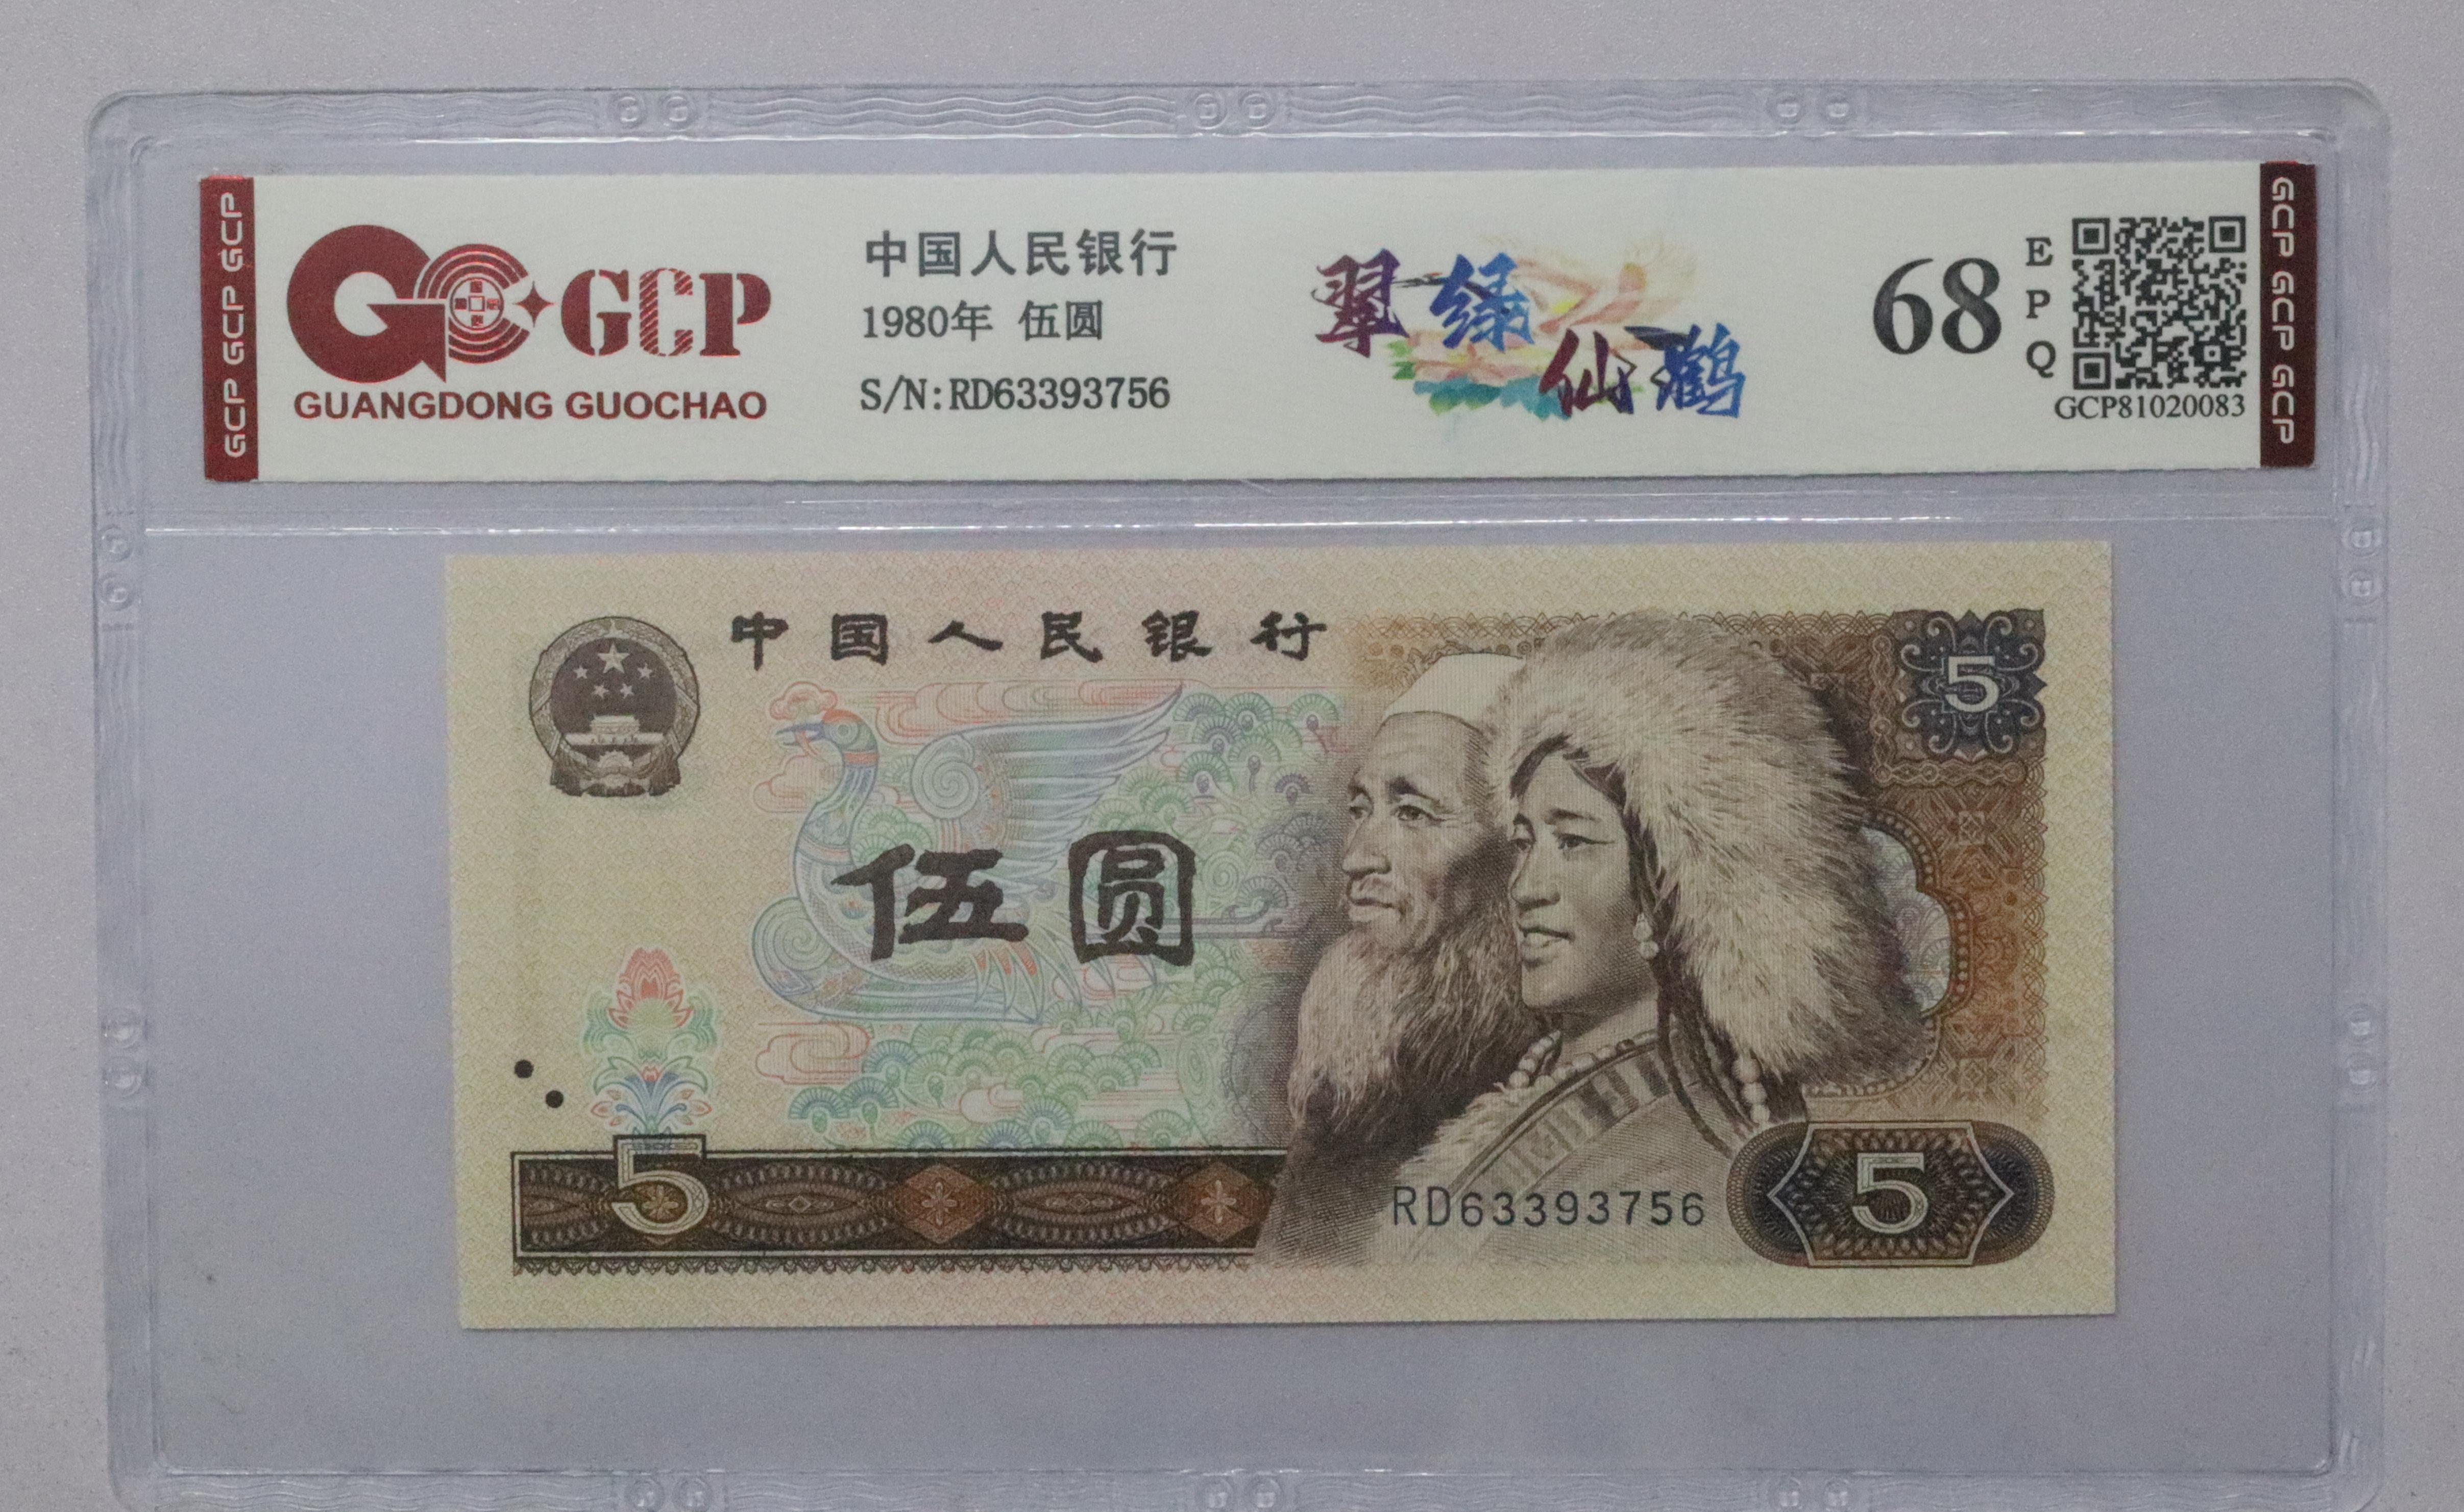 GCP GCP GCP
GCP
GUANGDONG GUOCHAO
中国人民银行
1980年 伍圆
S/N:RD63393756
翠绿
仙鹤
68
E
P
Q
GCP81020083
GCP GCP GCP
中国人民银行
5
伍圆
5
RD63393756
5